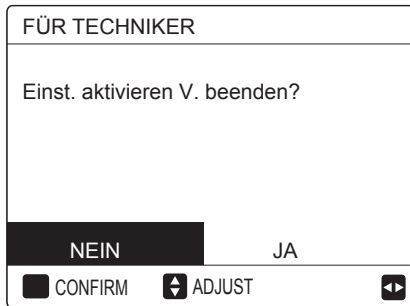 FÜR TECHNIKER
Einst. aktivieren V. beenden?
NEIN JA
CONFIRM ADJUST